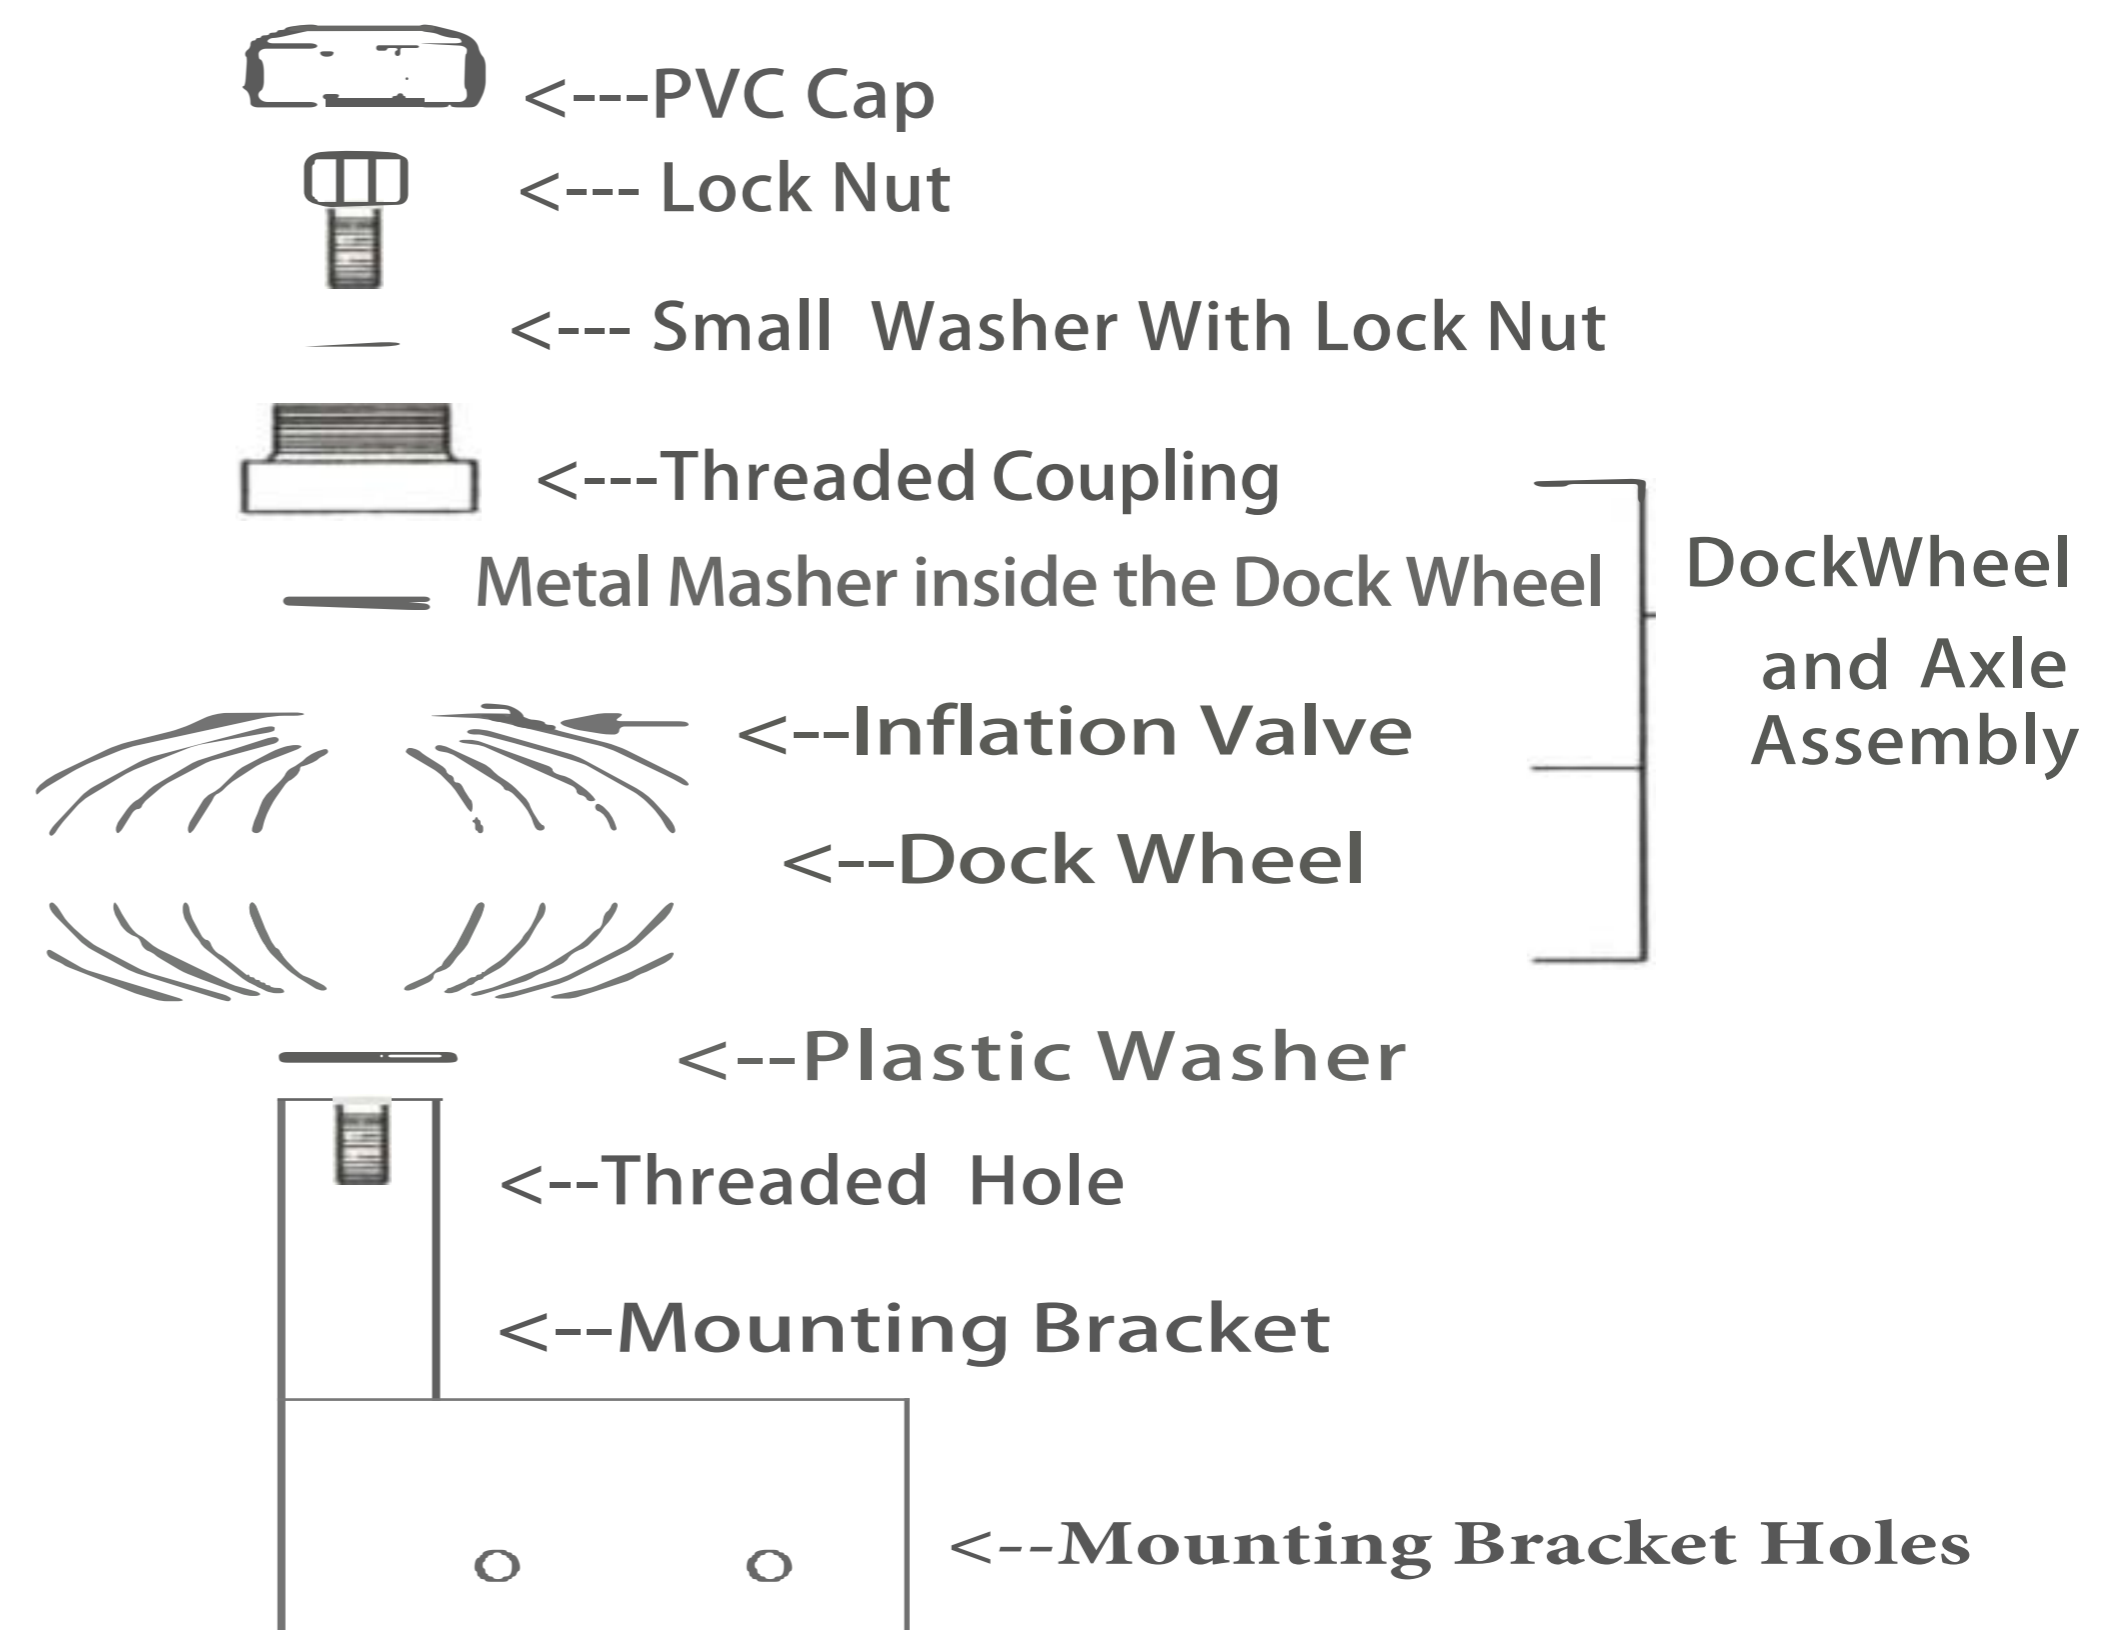 <---PVC Cap
<--- Lock Nut
<--- Small Washer With Lock Nut
<---Threaded Coupling
Metal Masher inside the Dock Wheel
DockWheel
and Axle
Assembly
<--Inflation Valve
<--Dock Wheel
<--Plastic Washer
<--Threaded Hole
<--Mounting Bracket
<--Mounting Bracket Holes